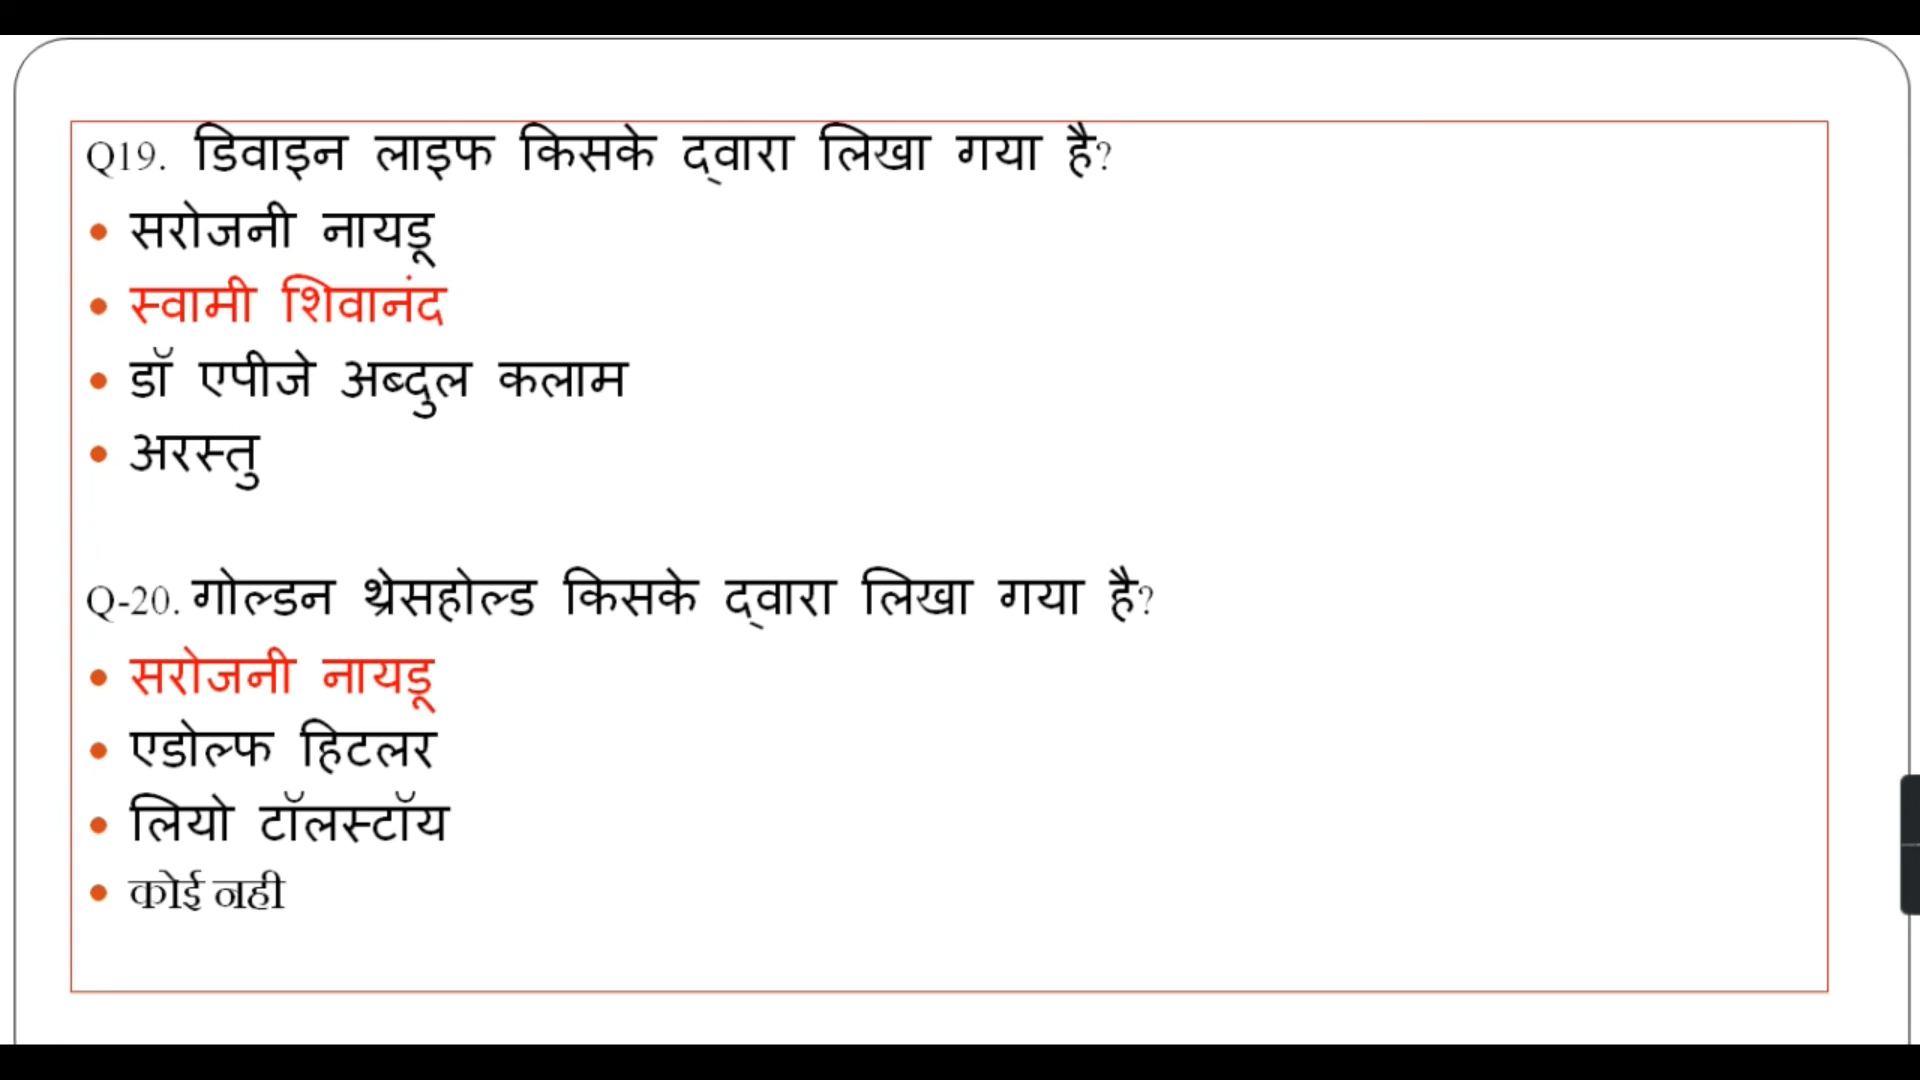 Q19. डिवाइन लाइफ किसके द्वारा लिखा गया है?
• सरोजनी नायडू
• स्वामी शिवानंद
• डॉ एपीजे अब्दुल कलाम
• अरस्तु
Q-20. गोल्डन थ्रेसहोल्ड किसके द्वारा लिखा गया है?
• सरोजनी नायडू
• एडोल्फ हिटलर
• लियो टॉलस्टॉय
• कोई नही